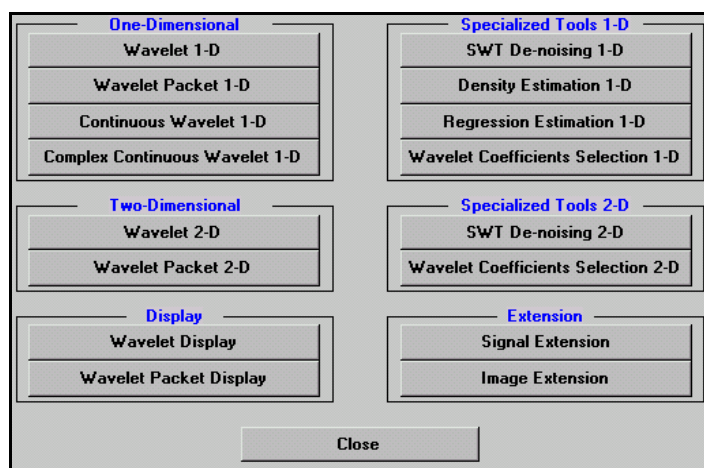 One-Dimensional
Wavelet 1-D
Wavelet Packet 1-D
Continuous Wavelet 1-D
Complex Continuous Wavelet 1-D
Two-Dimensional
Wavelet 2-D
Wavelet Packet 2-D
Display
Wavelet Display
Wavelet Packet Display
Specialized Tools 1-D
SWT De-noising 1-D
Density Estimation 1-D
Regression Estimation 1-D
Wavelet Coefficients Selection 1-D
Specialized Tools 2-D
SWT De-noising 2-D
Wavelet Coefficients Selection 2-D
Extension
Signal Extension
Image Extension
Close